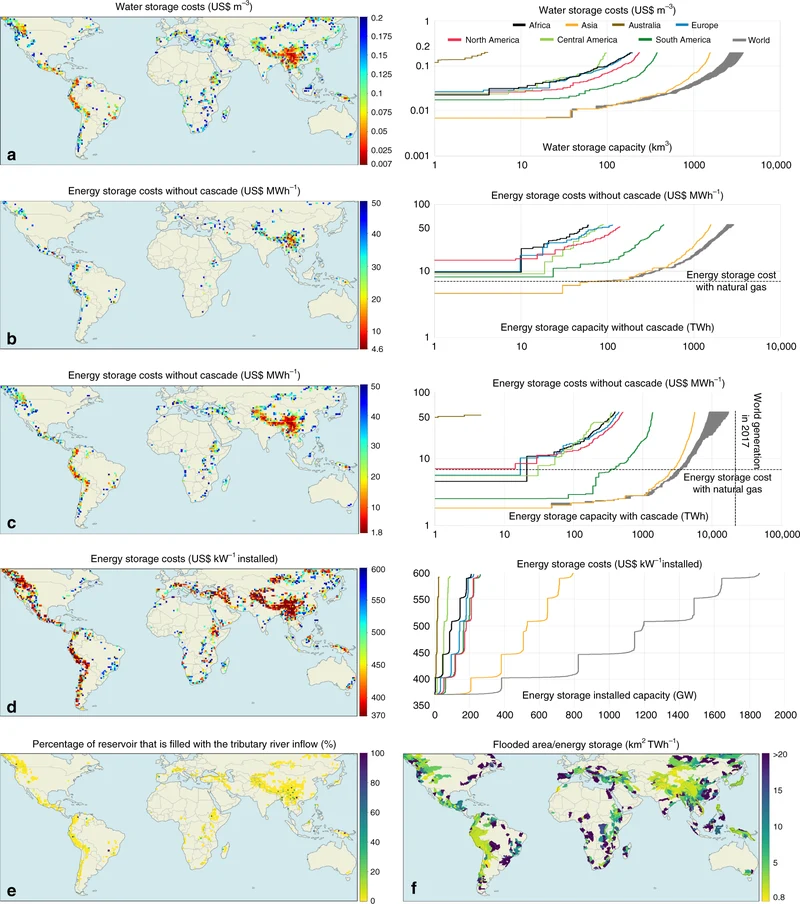 Water storage costs (US$ m–3)
0.2
0.175
0.15
0.125
0.1
0.075
0.05
0.025
0.007
a
Water storage costs (US$ m–3)
1
0.2
0.1
0.01
0.001
Africa
Asia
Australia
Europe
North America
Central America
South America
World
Water storage capacity (km3)
1
10
100
1000
10,000
Energy storage costs without cascade (US$ MWh–1)
50
40
30
20
10
4.6
b
Energy storage costs without cascade (US$ MWh–1)
100
50
10
1
Energy storage cost
with natural gas
Energy storage capacity without cascade (TWh)
1
10
100
1000
10,000
Energy storage costs without cascade (US$ MWh–1)
50
40
30
20
10
1.8
c
Energy storage costs without cascade (US$ MWh–1)
100
50
10
1
World generation
in 2017
Energy storage cost
with natural gas
Energy storage capacity with cascade (TWh)
1
10
100
1000
10,000
100,000
Energy storage costs (US$ kW–1 installed)
600
550
500
450
400
370
d
Energy storage costs (US$ kW–1 installed)
600
550
500
450
400
350
Energy storage installed capacity (GW)
0
200
400
600
800
1000
1200
1400
1600
1800
2000
Percentage of reservoir that is filled with the tributary river inflow (%)
100
80
60
40
20
0
e
Flooded area/energy storage (km2 TWh–1)
>20
15
10
5
0.8
f